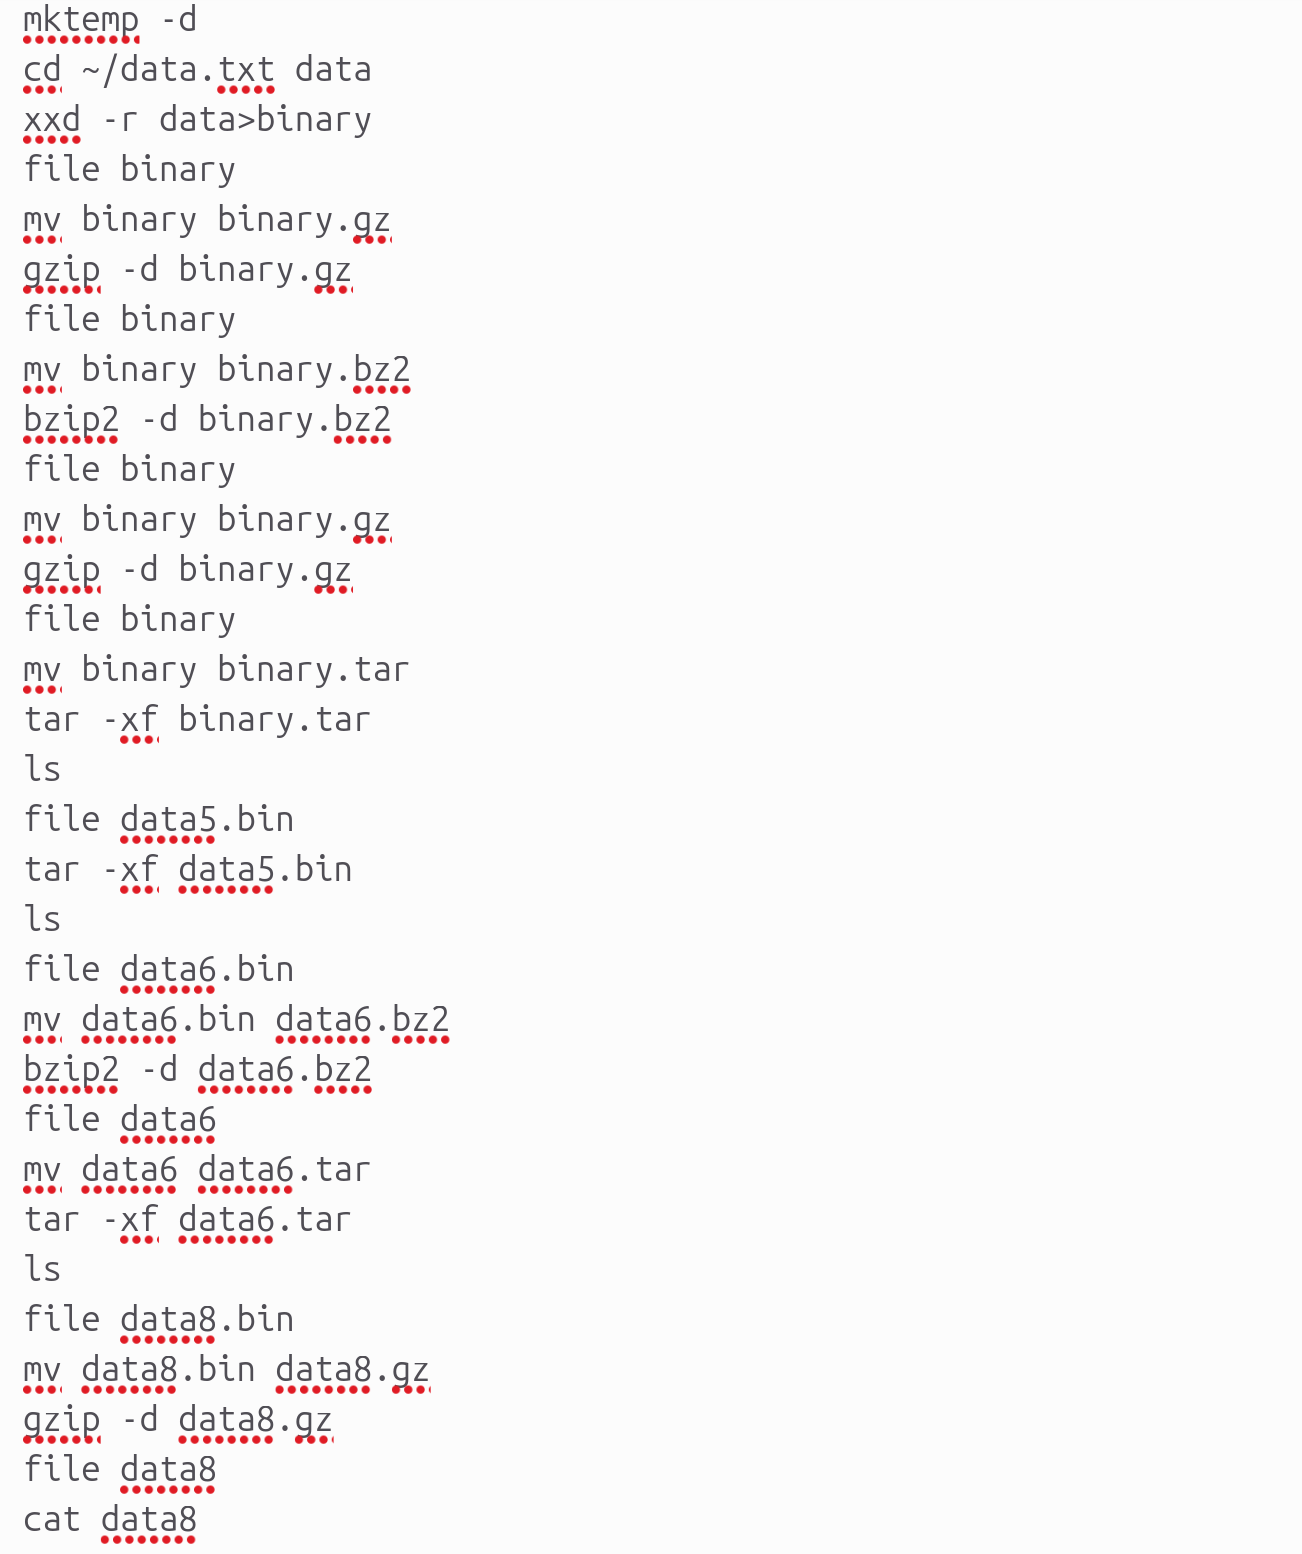 mktemp -d
cd ~/data.txt data
xxd -r data>binary
file binary
mv binary binary.gz
gzip -d binary.gz
file binary
mv binary binary.bz2
bzip2 -d binary.bz2
file binary
mv binary binary.gz
gzip -d binary.gz
file binary
mv binary binary.tar
tar -xf binary.tar
ls
file data5.bin
tar -xf data5.bin
ls
file data6.bin
mv data6.bin data6.bz2
bzip2 -d data6.bz2
file data6
mv data6 data6.tar
tar -xf data6.tar
ls
file data8.bin
mv data8.bin data8.gz
gzip -d data8.gz
file data8
cat data8